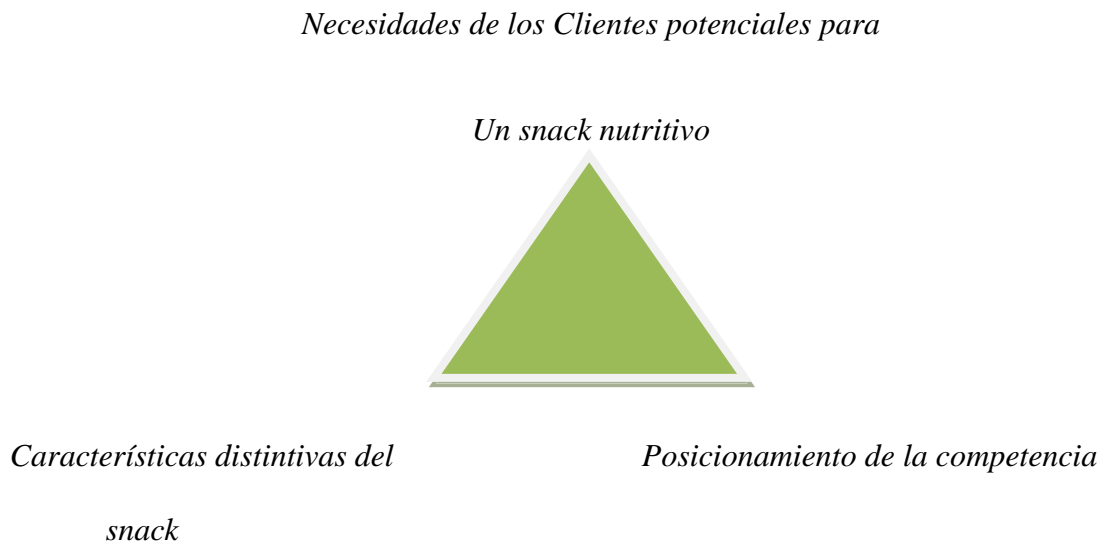 Necesidades de los Clientes potenciales para
Un snack nutritivo
Características distintivas del
snack
Posicionamiento de la competencia